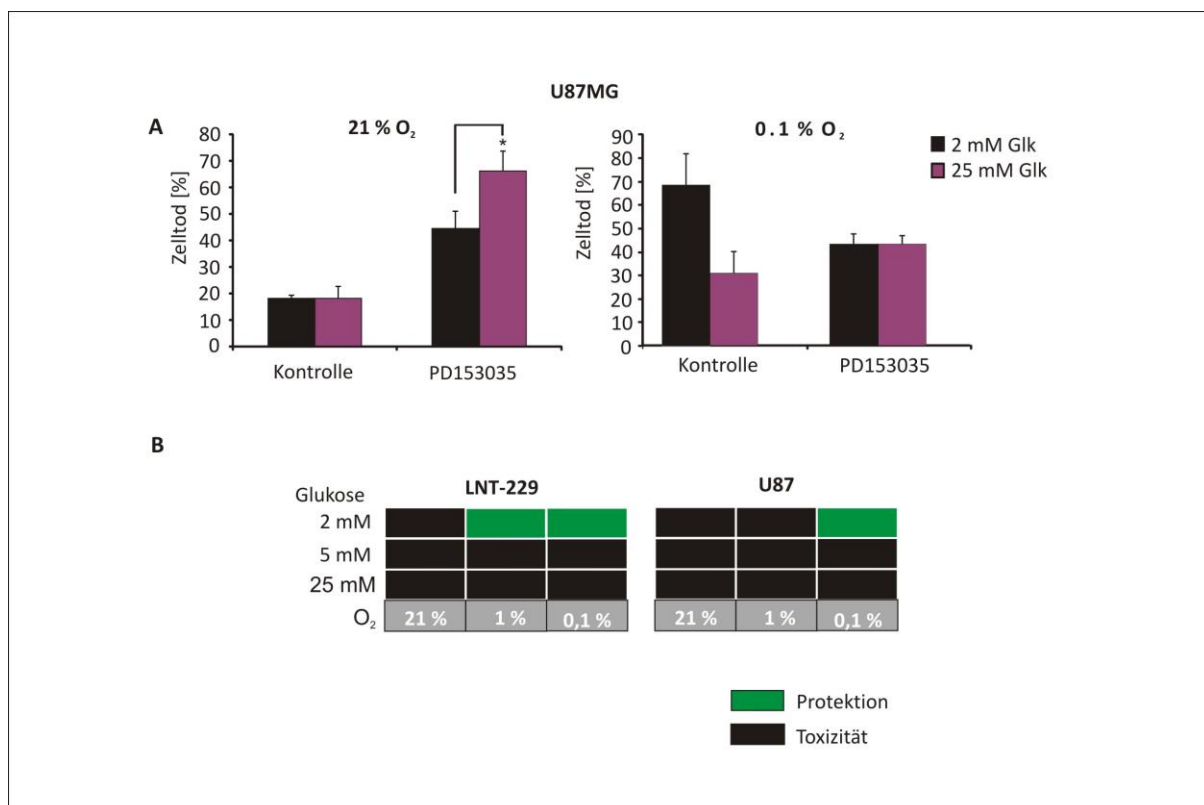 U87MG
A
21 % O₂
0.1 % O₂
2 mM Glk
25 mM Glk
Zelltod [%]
80
70
60
50
40
30
20
10
0
*
Kontrolle
PD153035
Zelltod [%]
90
80
70
60
50
40
30
20
10
0
Kontrolle
PD153035
B
Glukose
LNT-229
U87
2 mM
5 mM
25 mM
O₂
21 %
1 %
0,1 %
21 %
1 %
0,1 %
Protektion
Toxizität